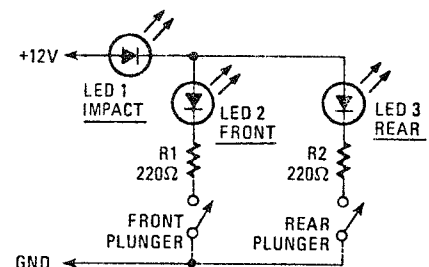 +12V
LED 1
IMPACT
LED 2
FRONT
LED 3
REAR
R1
220Ω
R2
220Ω
FRONT
PLUNGER
REAR
PLUNGER
GND